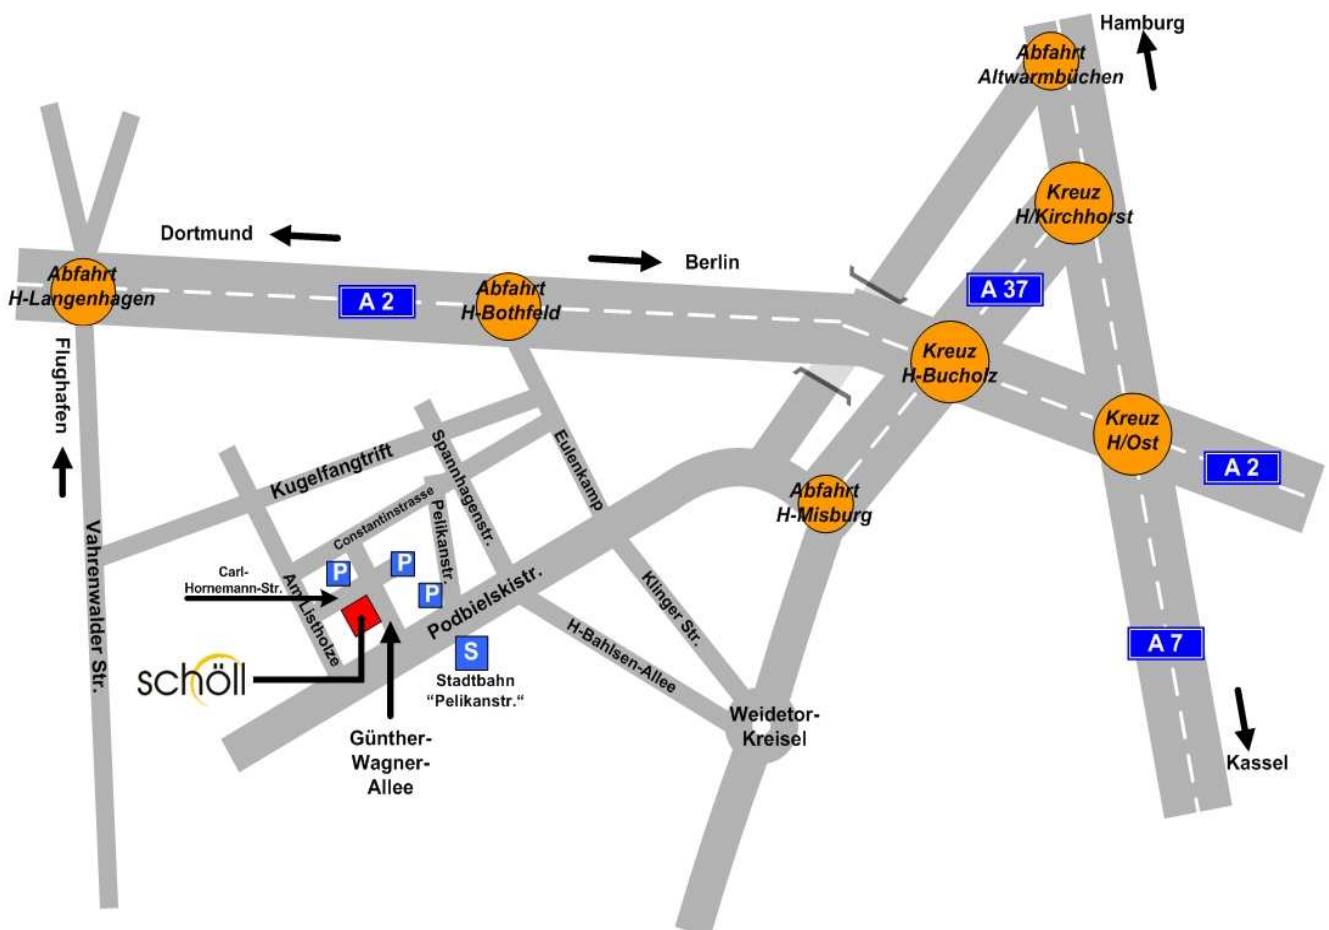 Hamburg
Abfahrt
Altwarmbüchen
Kreuz
H/Kirchhorst
Dortmund
Berlin
Abfahrt
H-Langenhagen
A 2
Abfahrt
H-Bothfeld
A 37
Kreuz
H-Bucholz
Flughafen
Kreuz
H/Ost
A 2
Kugelfangtrift
Spannhagenstr.
Eulenkamp
Abfahrt
H-Misburg
Constantinstrasse
Pelikanstr.
Vahrenwalder Str.
Carl-
Hornemann-Str.
P
P
P
Am Listholze
Podbielskistr.
Klinger Str.
H-Bahlsen-Allee
A 7
schöll
S
Stadtbahn
"Pelikanstr.“
Weidetor-
Kreisel
Günther-
Wagner-
Allee
Kassel